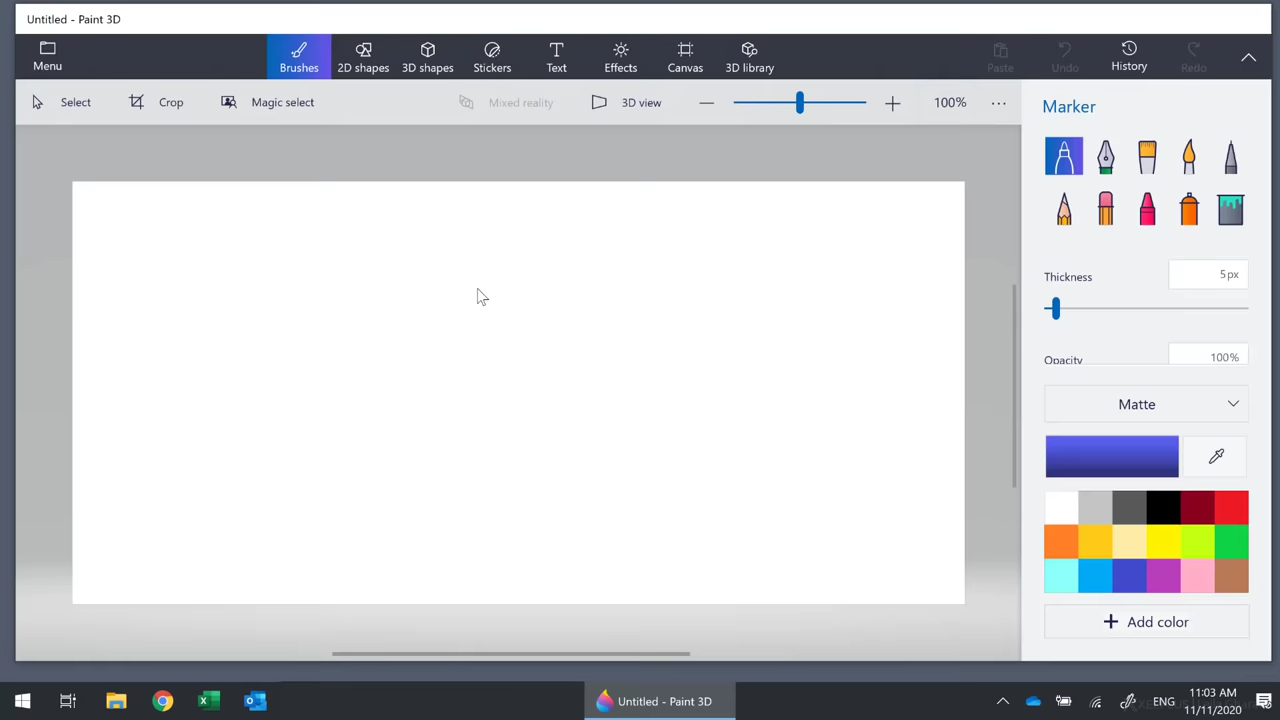 Untitled - Paint 3D
Menu
Brushes
2D shapes
3D shapes
Stickers
Text
Effects
Canvas
3D library
Paste
Undo
History
Redo
Select
Crop
Magic select
Mixed reality
3D view
100%
Marker
Thickness
5px
Opacity
100%
Matte
Add color
Untitled - Paint 3D
ENG
11:03 AM
11/11/2020